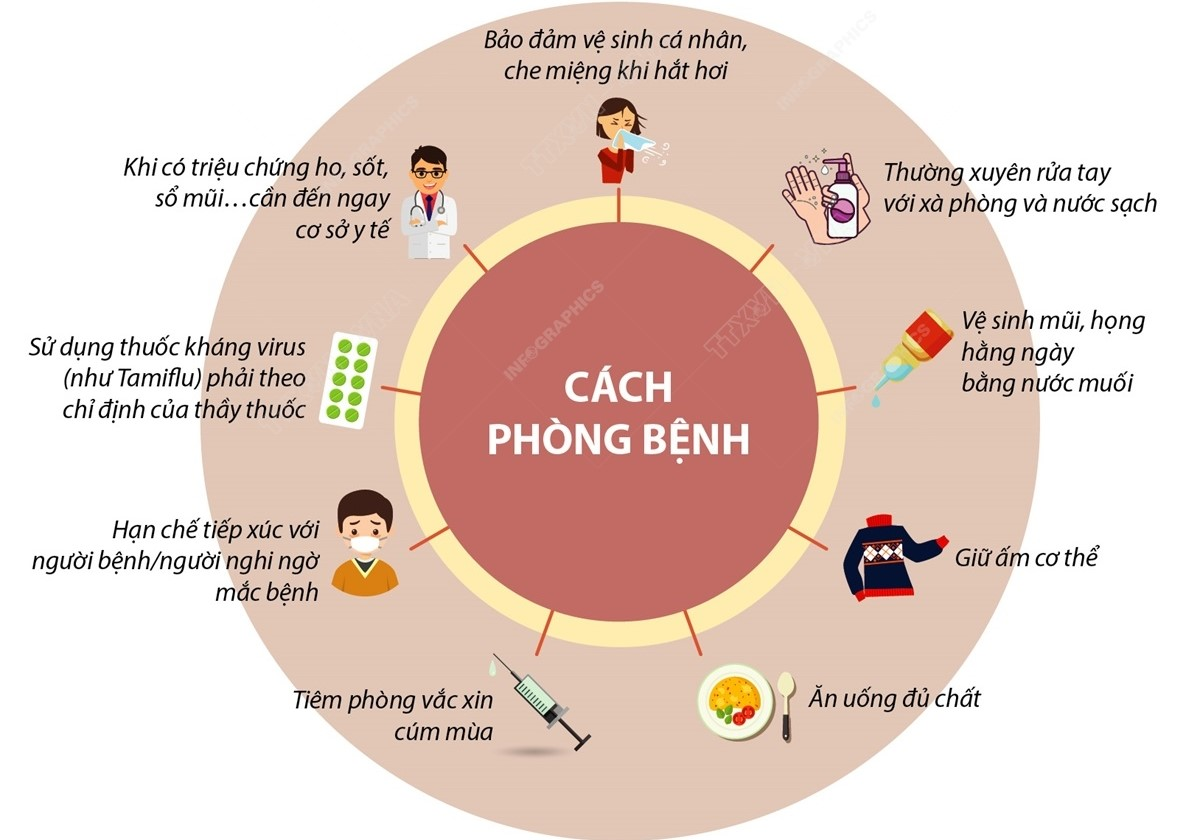 Bảo đảm vệ sinh cá nhân,
che miệng khi hắt hơi
Thường xuyên rửa tay
với xà phòng và nước sạch
Vệ sinh mũi, họng
hằng ngày
bằng nước muối
Giữ ấm cơ thể
Ăn uống đủ chất
Tiêm phòng vắc xin
cúm mùa
Hạn chế tiếp xúc với
người bệnh/người nghi ngờ
mắc bệnh
Sử dụng thuốc kháng virus
(như Tamiflu) phải theo
chỉ định của thầy thuốc
Khi có triệu chứng ho, sốt,
sổ mũi...cần đến ngay
cơ sở y tế
CÁCH
PHÒNG BỆNH
INFOGRAPHICS